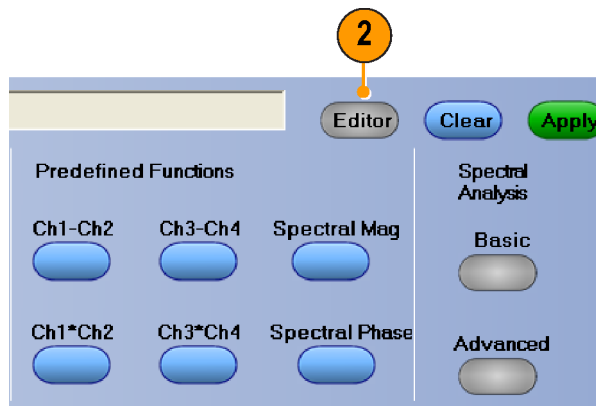 2
Editor Clear Apply
Predefined Functions Spectral
Analysis
Ch1-Ch2 Ch3-Ch4 Spectral Mag
Basic
Ch1*Ch2 Ch3*Ch4 Spectral Phase
Advanced